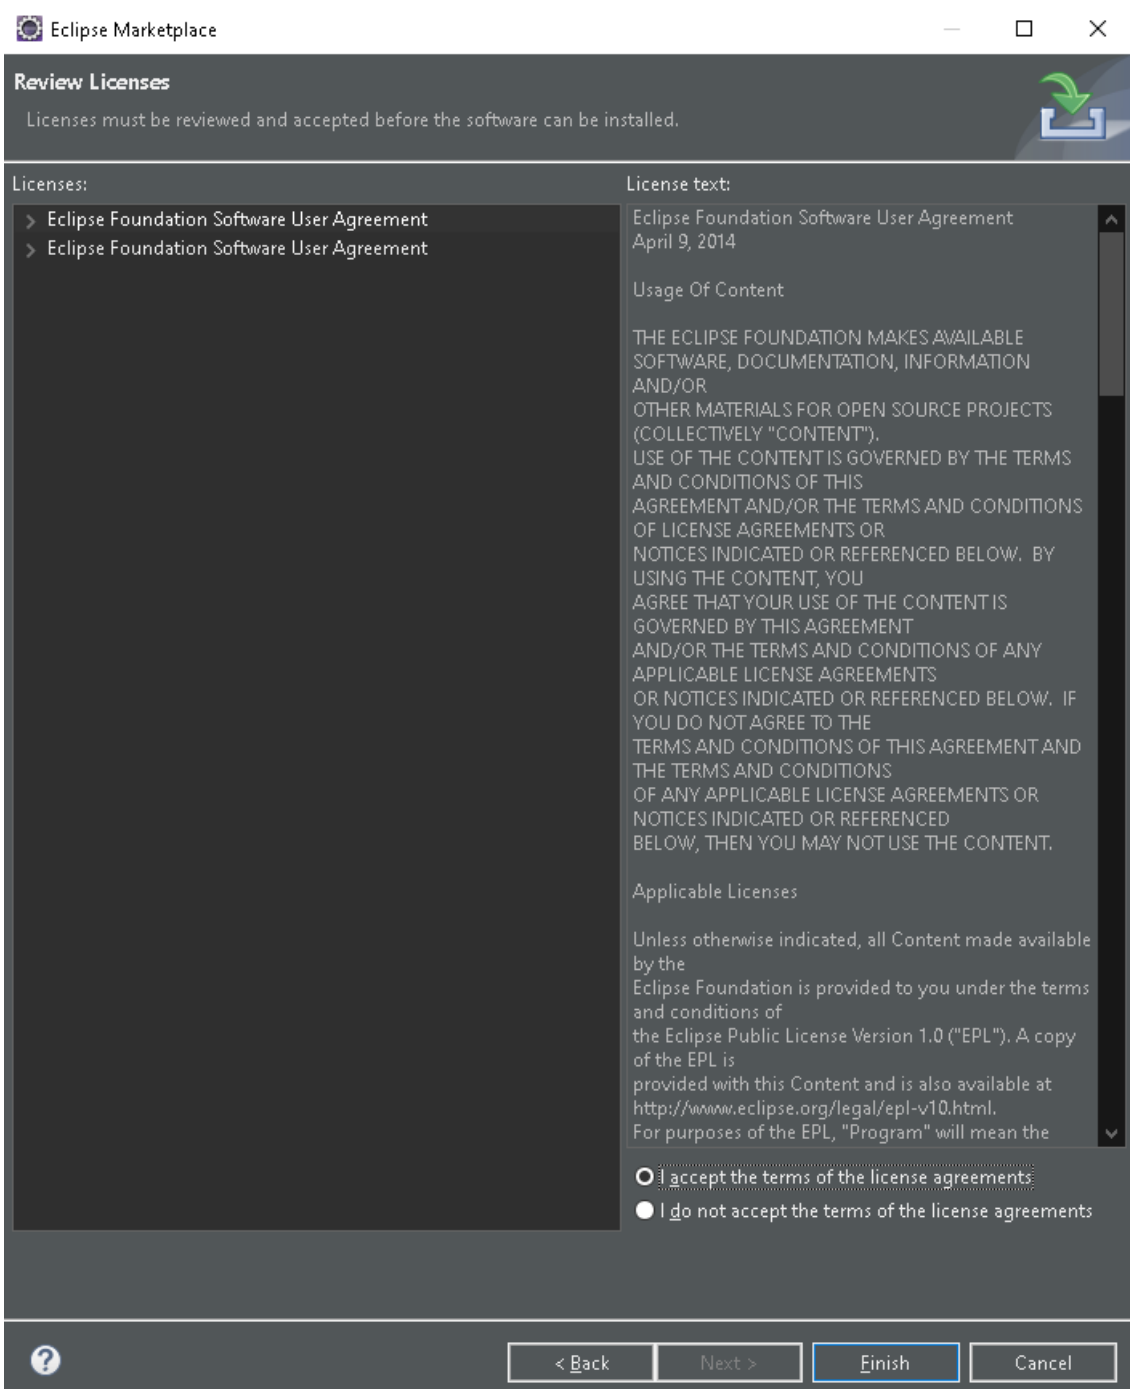 Eclipse Marketplace
Review Licenses
Licenses must be reviewed and accepted before the software can be installed.
Licenses:
Eclipse Foundation Software User Agreement
Eclipse Foundation Software User Agreement
License text:
Eclipse Foundation Software User Agreement
April 9, 2014
Usage Of Content
THE ECLIPSE FOUNDATION MAKES AVAILABLE
SOFTWARE, DOCUMENTATION, INFORMATION
AND/OR
OTHER MATERIALS FOR OPEN SOURCE PROJECTS
(COLLECTIVELY "CONTENT").
USE OF THE CONTENT IS GOVERNED BY THE TERMS
AND CONDITIONS OF THIS
AGREEMENT AND/OR THE TERMS AND CONDITIONS
OF LICENSE AGREEMENTS OR
NOTICES INDICATED OR REFERENCED BELOW.  BY
USING THE CONTENT, YOU
AGREE THAT YOUR USE OF THE CONTENT IS
GOVERNED BY THIS AGREEMENT
AND/OR THE TERMS AND CONDITIONS OF ANY
APPLICABLE LICENSE AGREEMENTS
OR NOTICES INDICATED OR REFERENCED BELOW.  IF
YOU DO NOT AGREE TO THE
TERMS AND CONDITIONS OF THIS AGREEMENT AND
THE TERMS AND CONDITIONS
OF ANY APPLICABLE LICENSE AGREEMENTS OR
NOTICES INDICATED OR REFERENCED
BELOW, THEN YOU MAY NOT USE THE CONTENT.
Applicable Licenses
Unless otherwise indicated, all Content made available
by the
Eclipse Foundation is provided to you under the terms
and conditions of
the Eclipse Public License Version 1.0 ("EPL"). A copy
of the EPL is
provided with this Content and is also available at
http://www.eclipse.org/legal/epl-v10.html.
For purposes of the EPL, "Program" will mean the
I accept the terms of the license agreements
I do not accept the terms of the license agreements
?
< Back
Next >
Finish
Cancel